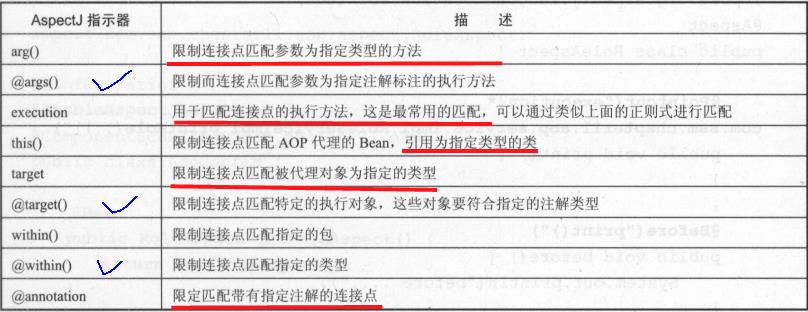 AspectJ 指示器 描 述
arg() 限制连接点匹配参数为指定类型的方法
@args() 限制而连接点匹配参数为指定注解标注的执行方法
execution 用于匹配连接点的执行方法，这是最常用的匹配，可以通过类似上面的正则式进行匹配
this() 限制连接点匹配 AOP 代理的 Bean，引用为指定类型的类
target 限制连接点匹配被代理对象为指定的类型
@target() 限制连接点匹配特定的执行对象，这些对象要符合指定的注解类型
within() 限制连接点匹配指定的包
@within() 限制连接点匹配指定的类型
@annotation 限定匹配带有指定注解的连接点